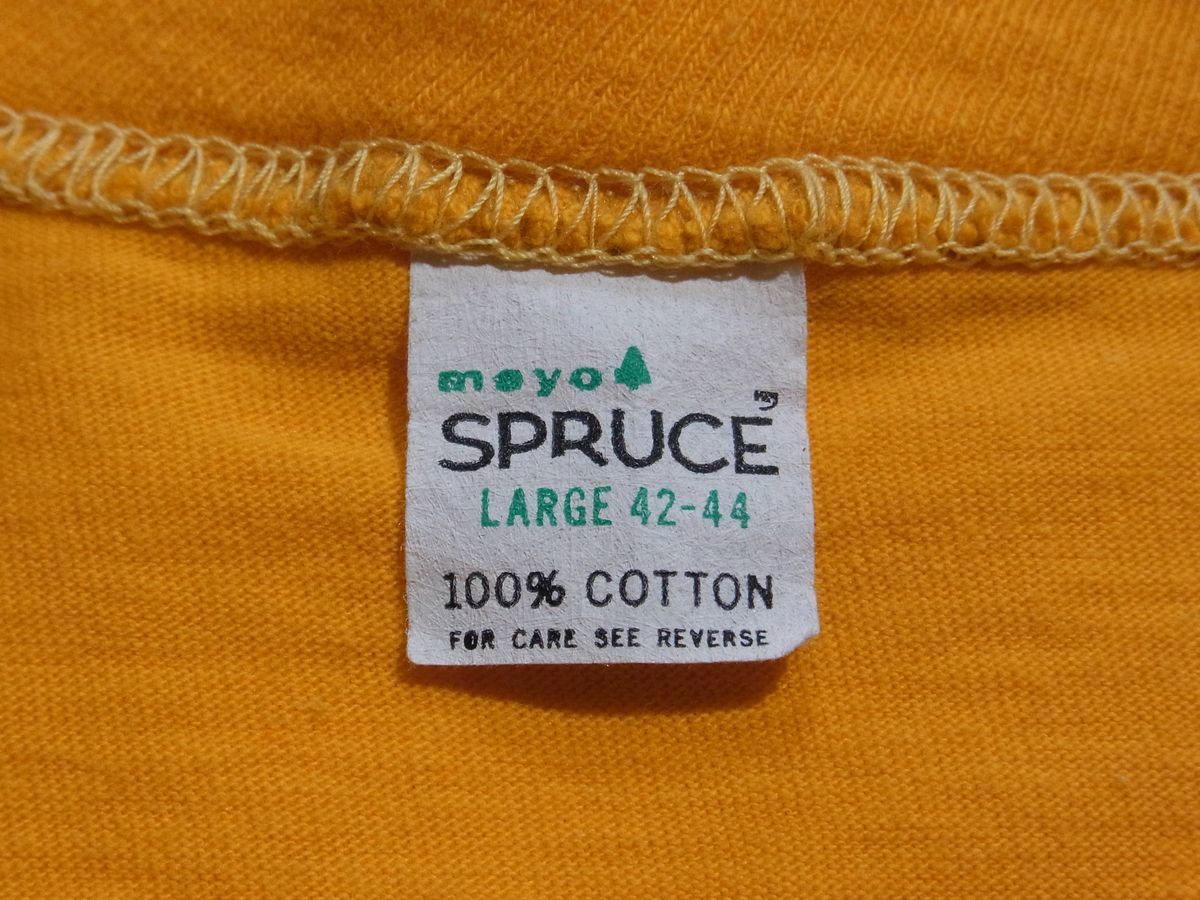 mayo
SPRUCE
LARGE 42-44
100% COTTON
FOR CARE SEE REVERSE